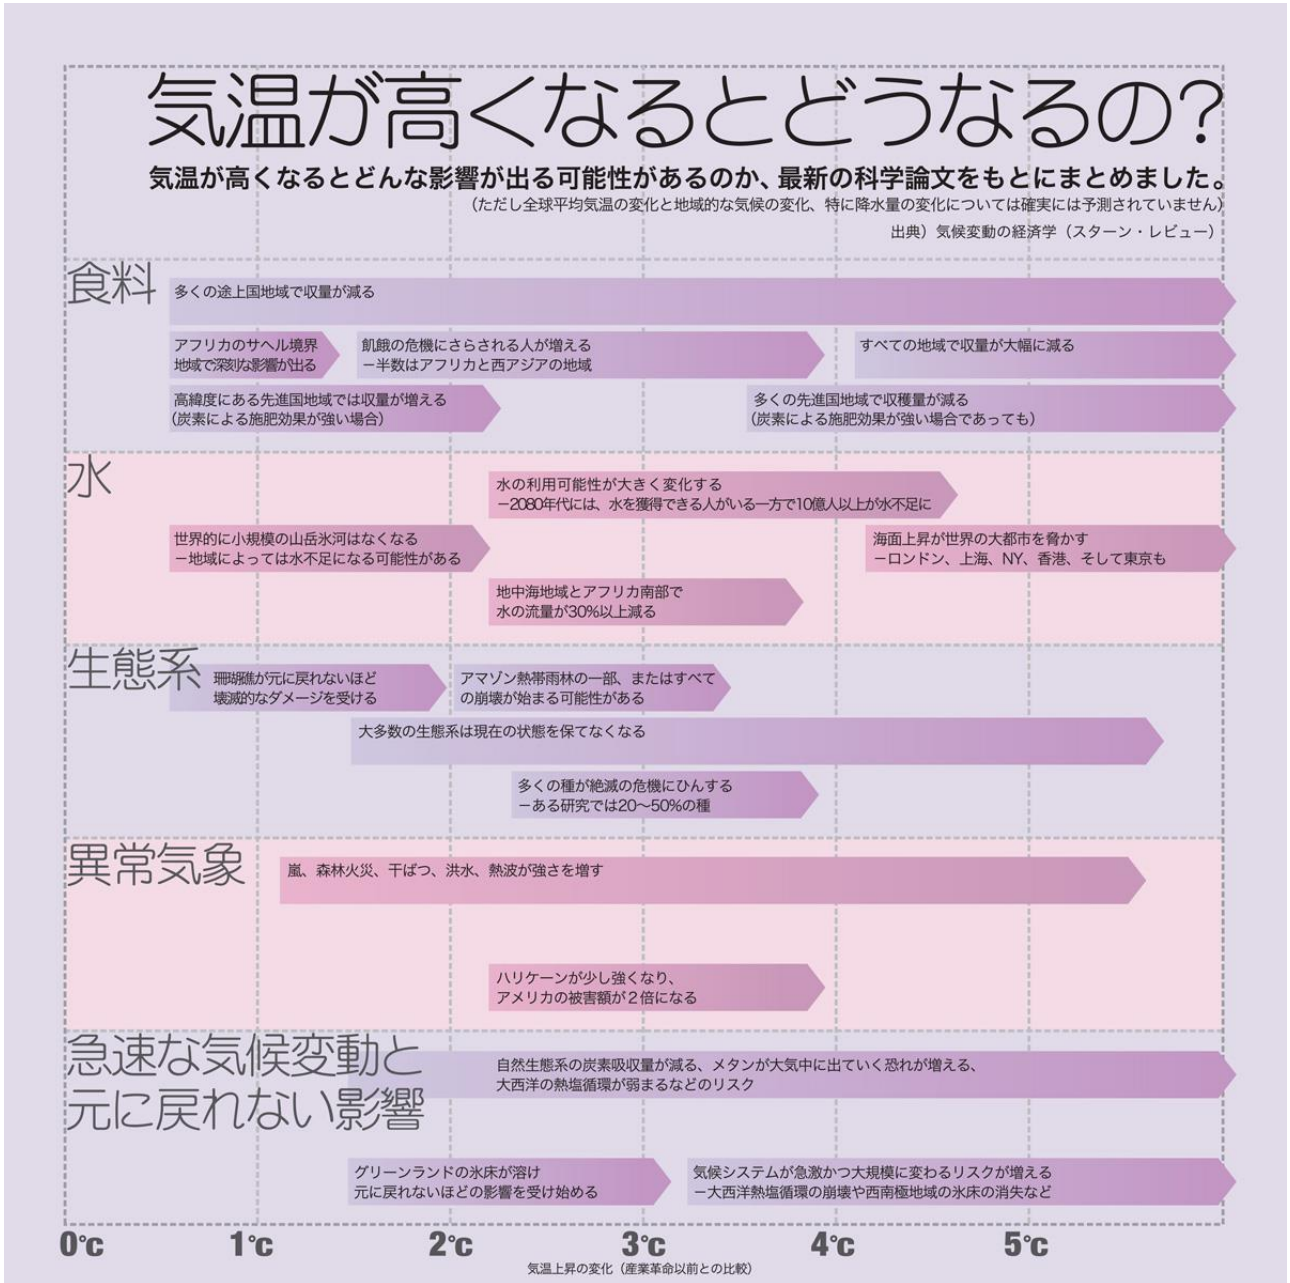 気温が高くなるとどうなるの?
気温が高くなるとどんな影響が出る可能性があるのか、最新の科学論文をもとにまとめました。
(ただし全球平均気温の変化と地域的な気候の変化、特に降水量の変化については確実には予測されていません)
出典）気候変動の経済学（スターン・レビュー）
食料
多くの途上国地域で収量が減る
アフリカのサヘル境界
地域で深刻な影響が出る
飢餓の危機にさらされる人が増える
−半数はアフリカと西アジアの地域
すべての地域で収量が大幅に減る
高緯度にある先進国地域では収量が増える
(炭素による施肥効果が強い場合)
多くの先進国地域で収穫量が減る
(炭素による施肥効果が強い場合であっても)
水
水の利用可能性が大きく変化する
−2080年代には、水を獲得できる人がいる一方で10億人以上が水不足に
世界的に小規模の山岳氷河はなくなる
−地域によっては水不足になる可能性がある
海面上昇が世界の大都市を脅かす
−ロンドン、上海、NY、香港、そして東京も
地中海地域とアフリカ南部で
水の流量が30%以上減る
生態系
珊瑚礁が元に戻れないほど
壊滅的なダメージを受ける
アマゾン熱帯雨林の一部、またはすべて
の崩壊が始まる可能性がある
大多数の生態系は現在の状態を保てなくなる
多くの種が絶滅の危機にひんする
−ある研究では20〜50%の種
異常気象
嵐、森林火災、干ばつ、洪水、熱波が強さを増す
ハリケーンが少し強くなり、
アメリカの被害額が２倍になる
急速な気候変動と
元に戻れない影響
自然生態系の炭素吸収量が減る、メタンが大気中に出ていく恐れが増える、
大西洋の熱塩循環が弱まるなどのリスク
グリーンランドの氷床が溶け
元に戻れないほどの影響を受け始める
気候システムが急激かつ大規模に変わるリスクが増える
−大西洋熱塩循環の崩壊や西南極地域の氷床の消失など
0℃ 1℃ 2℃ 3℃ 4℃ 5℃
気温上昇の変化（産業革命以前との比較）